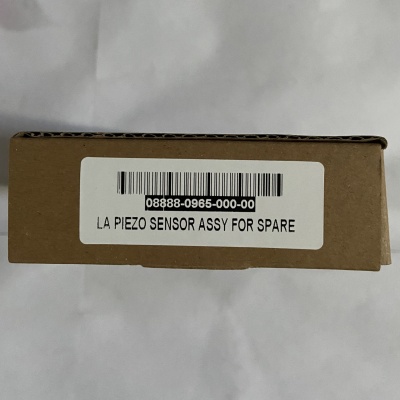 08888-0965-000-00
LA PIEZO SENSOR ASSY FOR SPARE